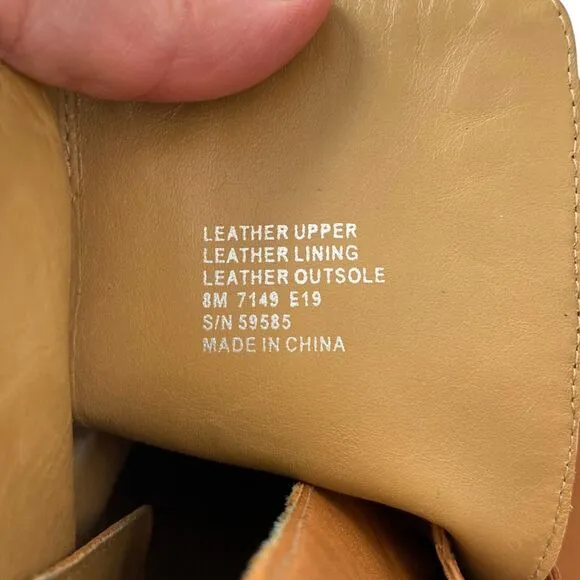 LEATHER UPPER
LEATHER LINING
LEATHER OUTSOLE
8M 7149 E19
S/N 59585
MADE IN CHINA